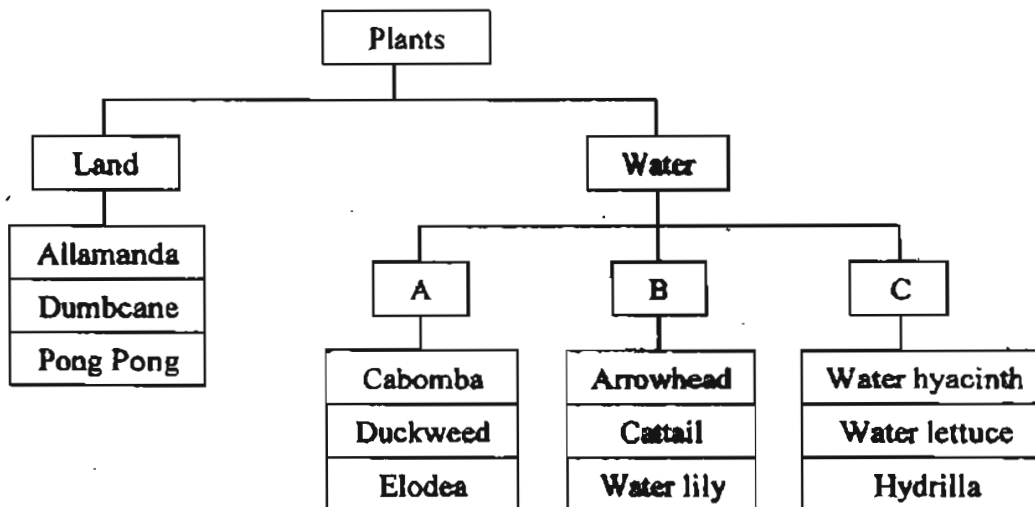 Plants
Land
Water
Allamanda
Dumbcane
Pong Pong
A
B
C
Cabomba
Duckweed
Elodea
Arrowhead
Cattail
Water lily
Water hyacinth
Water lettuce
Hydrilla